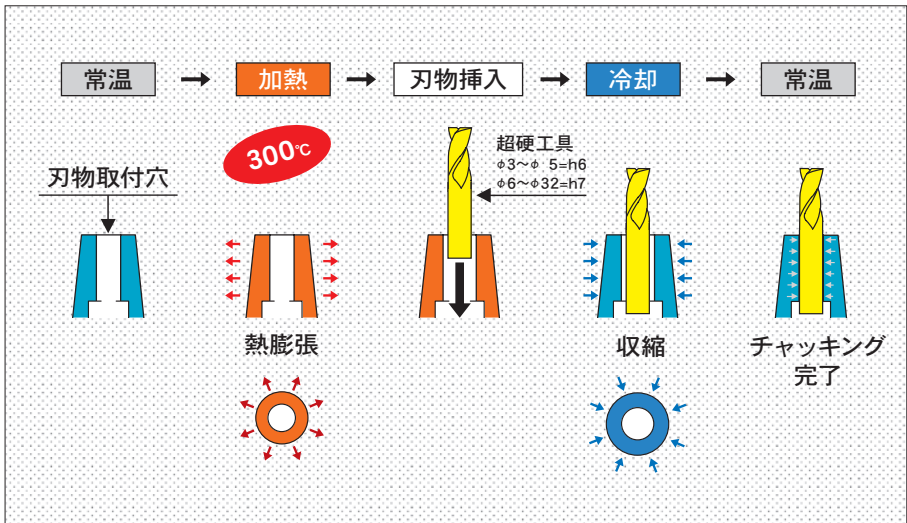 常温
加熱
刃物挿入
冷却
常温
300℃
刃物取付穴
超硬工具
φ3～φ 5=h6
φ6～φ32=h7
熱膨張
収縮
チャッキング
完了